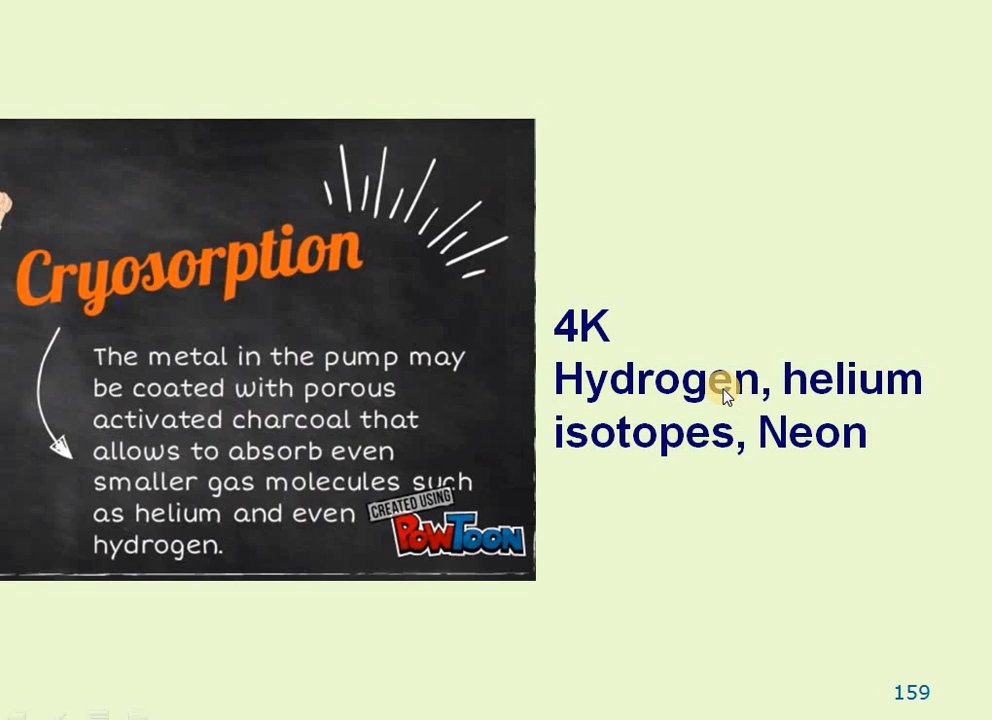 Cryosorption
The metal in the pump may
be coated with porous
activated charcoal that
allows to absorb even
smaller gas molecules such
as helium and even
hydrogen.
CREATED USING
PowToon
4K
Hydrogen, helium
isotopes, Neon
159